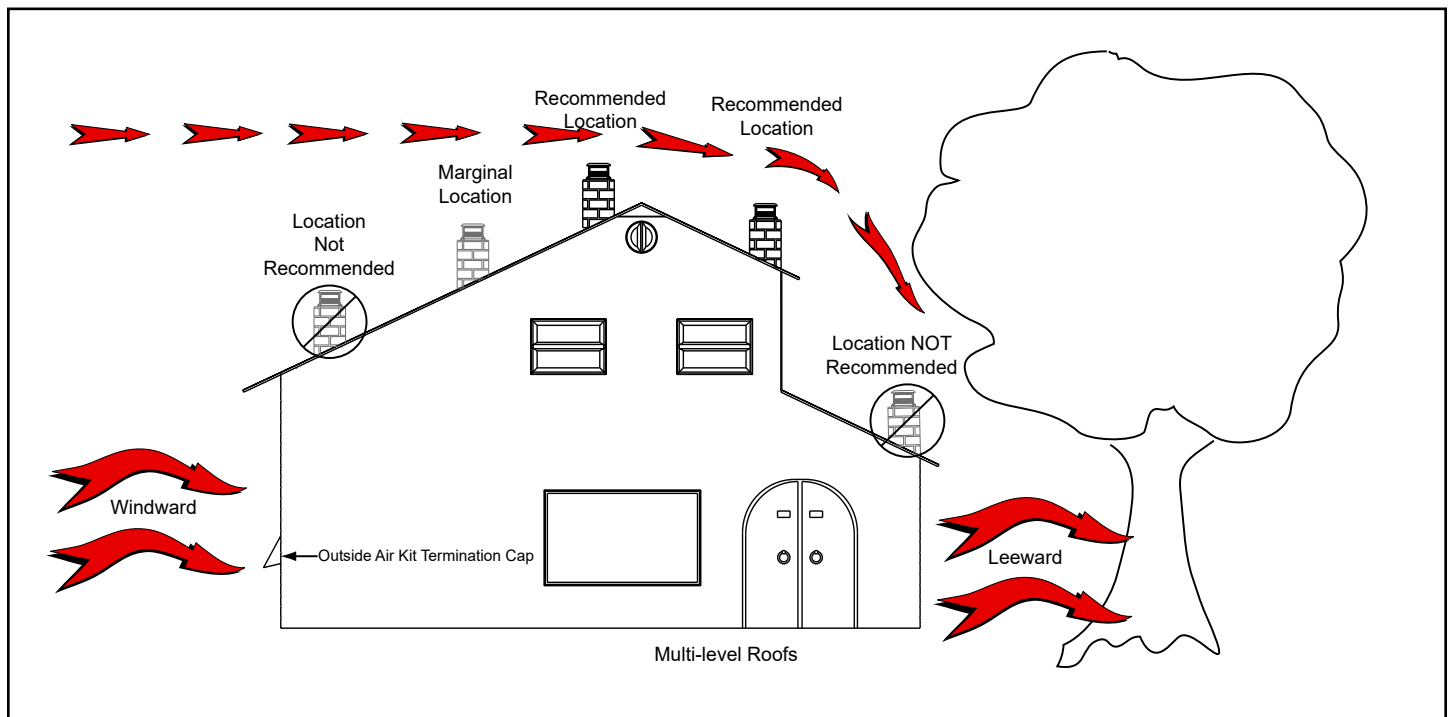 Recommended
Location
Recommended
Location
Marginal
Location
Location
Not
Recommended
Location NOT
Recommended
Windward
Outside Air Kit Termination Cap
Leeward
Multi-level Roofs